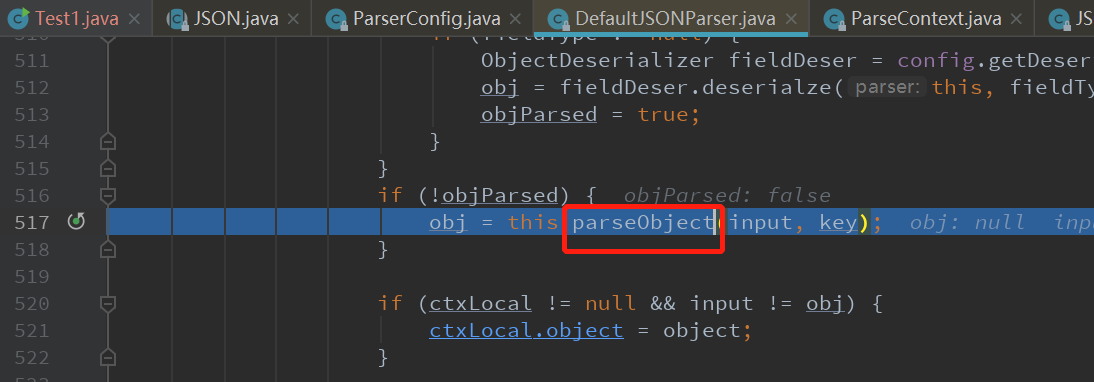 Test1.java JSON.java ParserConfig.java DefaultJSONParser.java ParseContext.java JS
511 ObjectDeserializer fieldDeser = config.getDeser
512 obj = fieldDeser.deserialze( parser: this, fieldTy
513 objParsed = true;
514 }
515 }
516 if (!objParsed) { objParsed: false
517 obj = this parseObject(input, key); obj: null inp
518 }
519
520 if (ctxLocal != null && input != obj) {
521 ctxLocal.object = object;
522 }